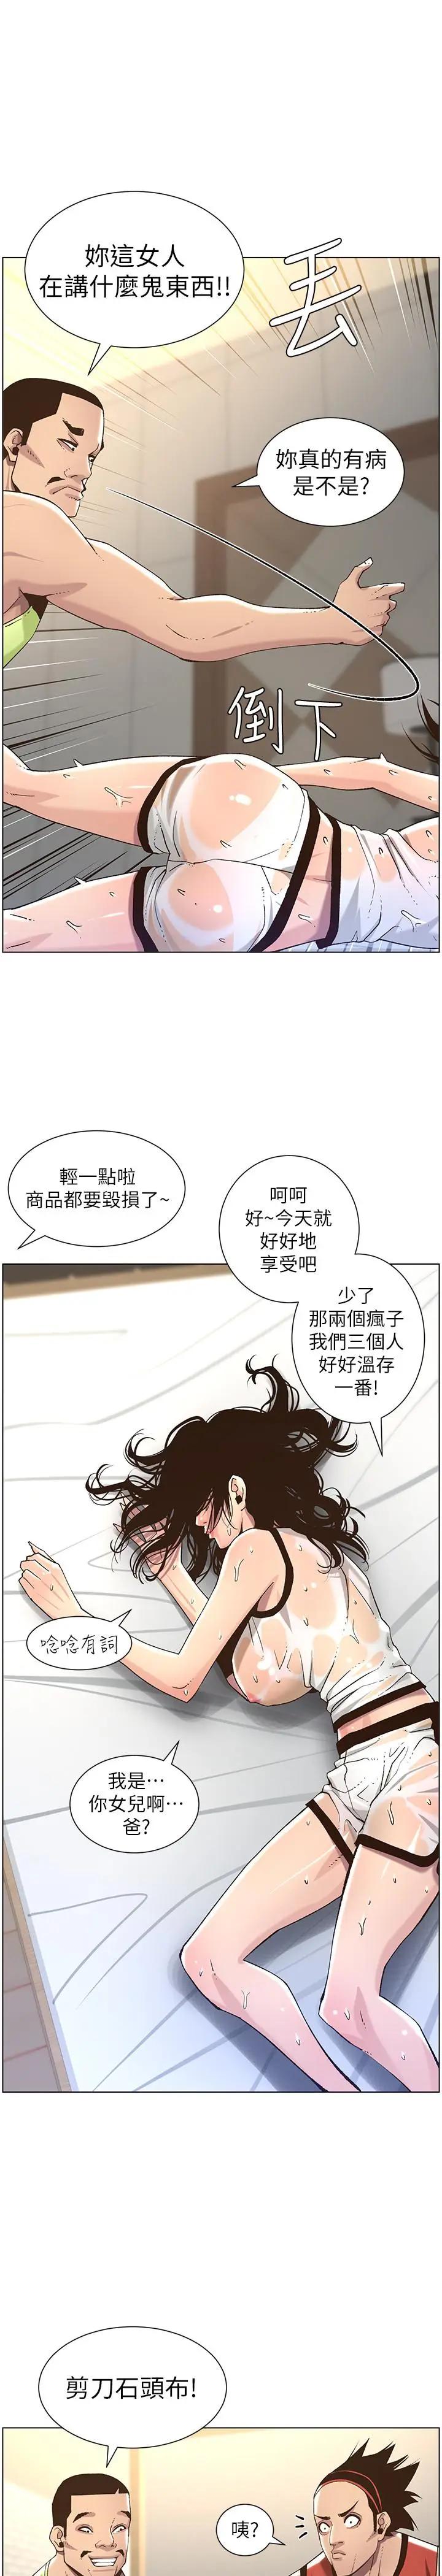 妳這女人
在講什麼鬼東西!!
丟
妳真的有病
是不是?
倒下
輕一點啦
商品都要毀損了~
呵呵
好~今天就
好好地
享受吧
少了
那兩個瘋子
我們三個人
好好溫存
一番!
唸唸有詞
我是⋯
你女兒啊⋯
爸?
剪刀石頭布!
咦?